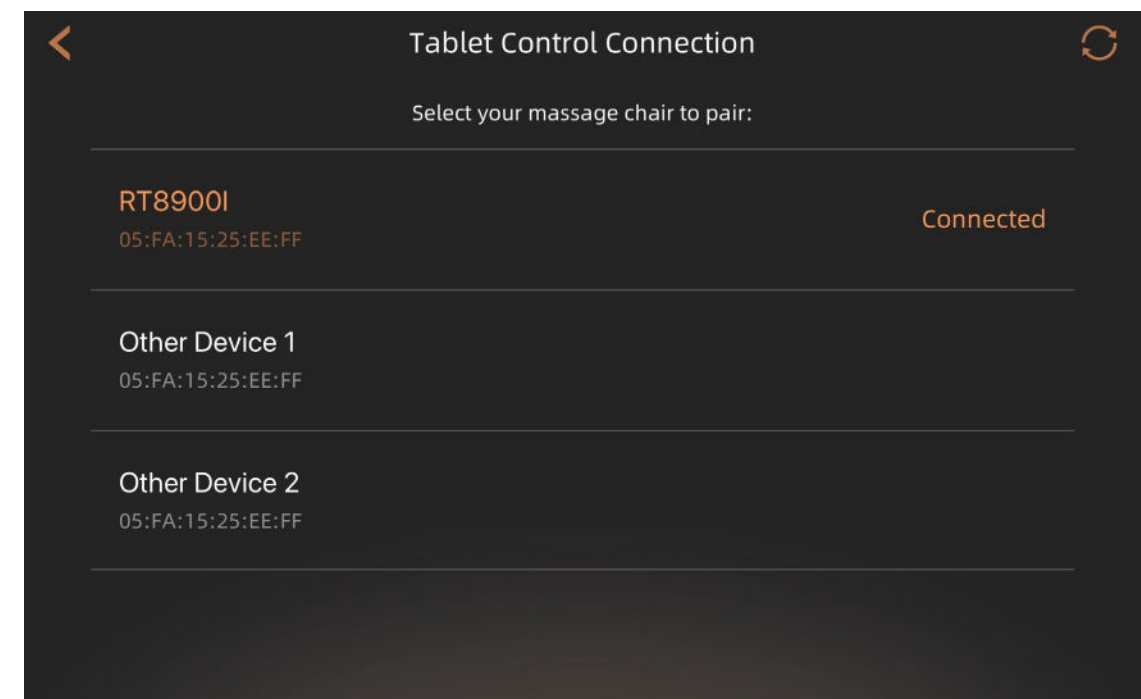 Tablet Control Connection
Select your massage chair to pair:
RT8900I
Connected
05:FA:15:25:EE:FF
Other Device 1
05:FA:15:25:EE:FF
Other Device 2
05:FA:15:25:EE:FF